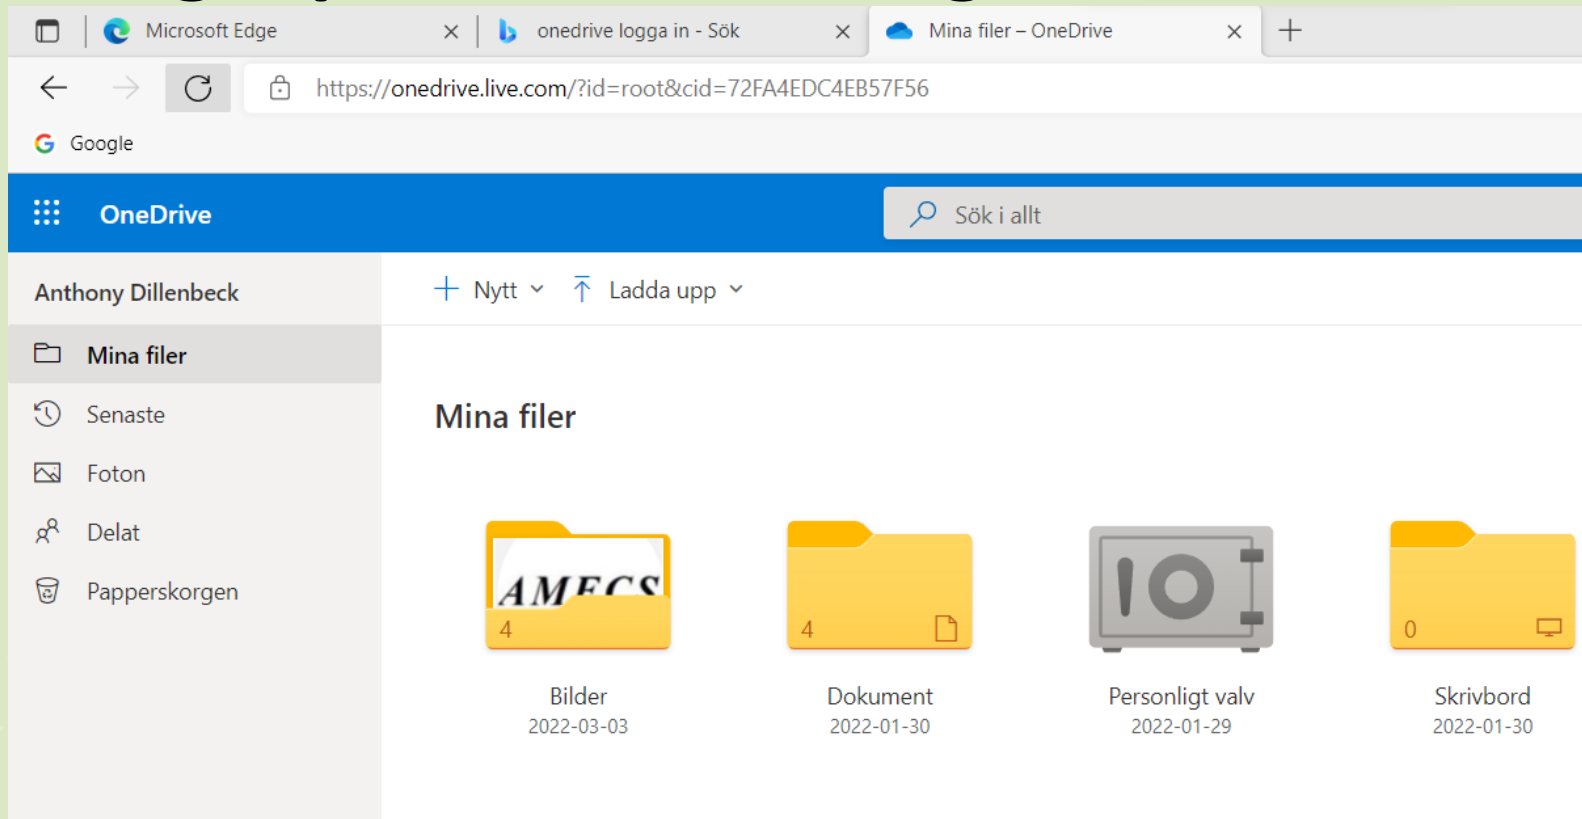 Microsoft Edge
onedrive logga in - Sök
Mina filer – OneDrive
https://onedrive.live.com/?id=root&cid=72FA4EDC4EB57F56
Google
OneDrive
Sök i allt
Anthony Dillenbeck
Nytt
Ladda upp
Mina filer
Senaste
Foton
Delat
Papperskorgen
Mina filer
AMECS
4
4
0
Bilder
Dokument
Personligt valv
Skrivbord
2022-03-03
2022-01-30
2022-01-29
2022-01-30